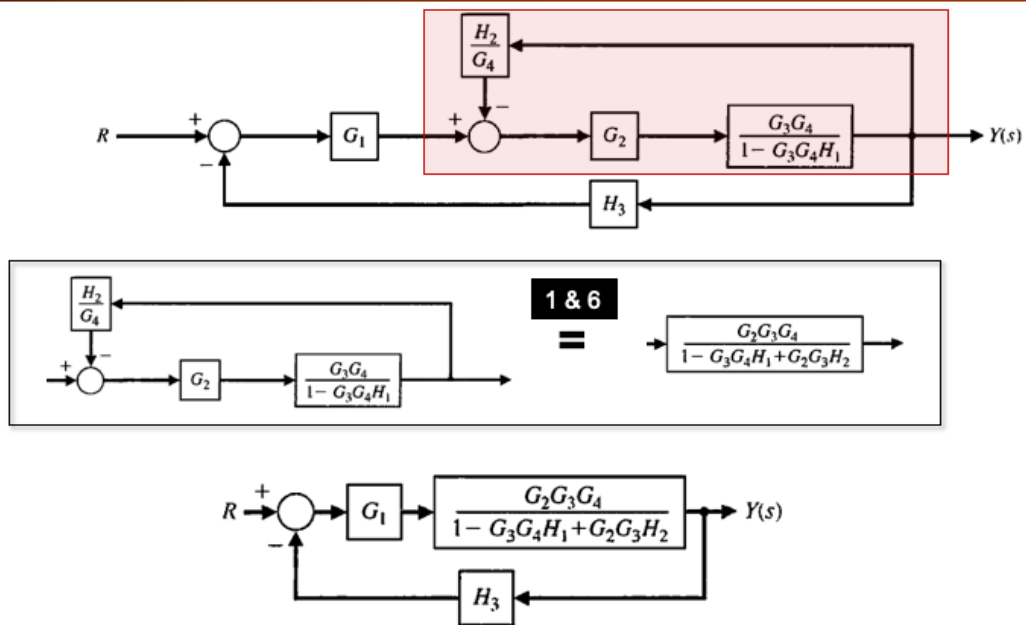 H₂
G₄
R + − G₁ + − G₂ G₃G₄ Y(s)
1 − G₃G₄H₁
H₃
H₂
G₄
1 & 6
=
+ − G₂ G₃G₄
1 − G₃G₄H₁
G₂G₃G₄
1 − G₃G₄H₁+G₂G₃H₂
R + − G₁ G₂G₃G₄ Y(s)
1 − G₃G₄H₁+G₂G₃H₂
H₃